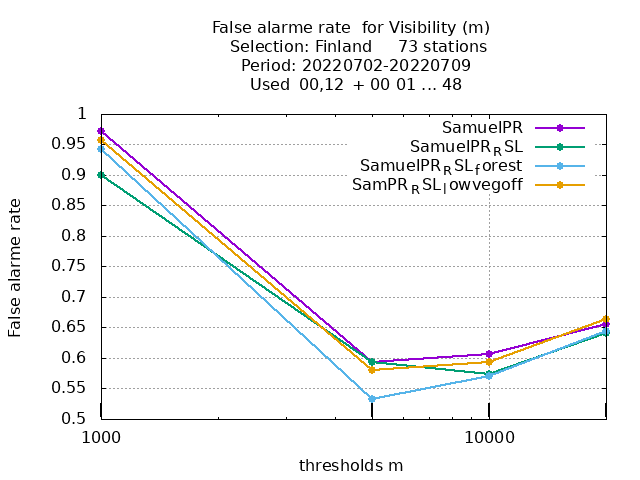 False alarme rate  for Visibility (m)
Selection: Finland     73 stations
Period: 20220702-20220709
Used  00,12  + 00 01 ... 48
1
0.95
0.9
0.85
0.8
0.75
0.7
0.65
0.6
0.55
0.5
False alarme rate
SamuelPR
SamuelPR_RSL
SamuelPR_RSL_forest
SamPR_RSL_lowvegoff
1000
10000
thresholds m